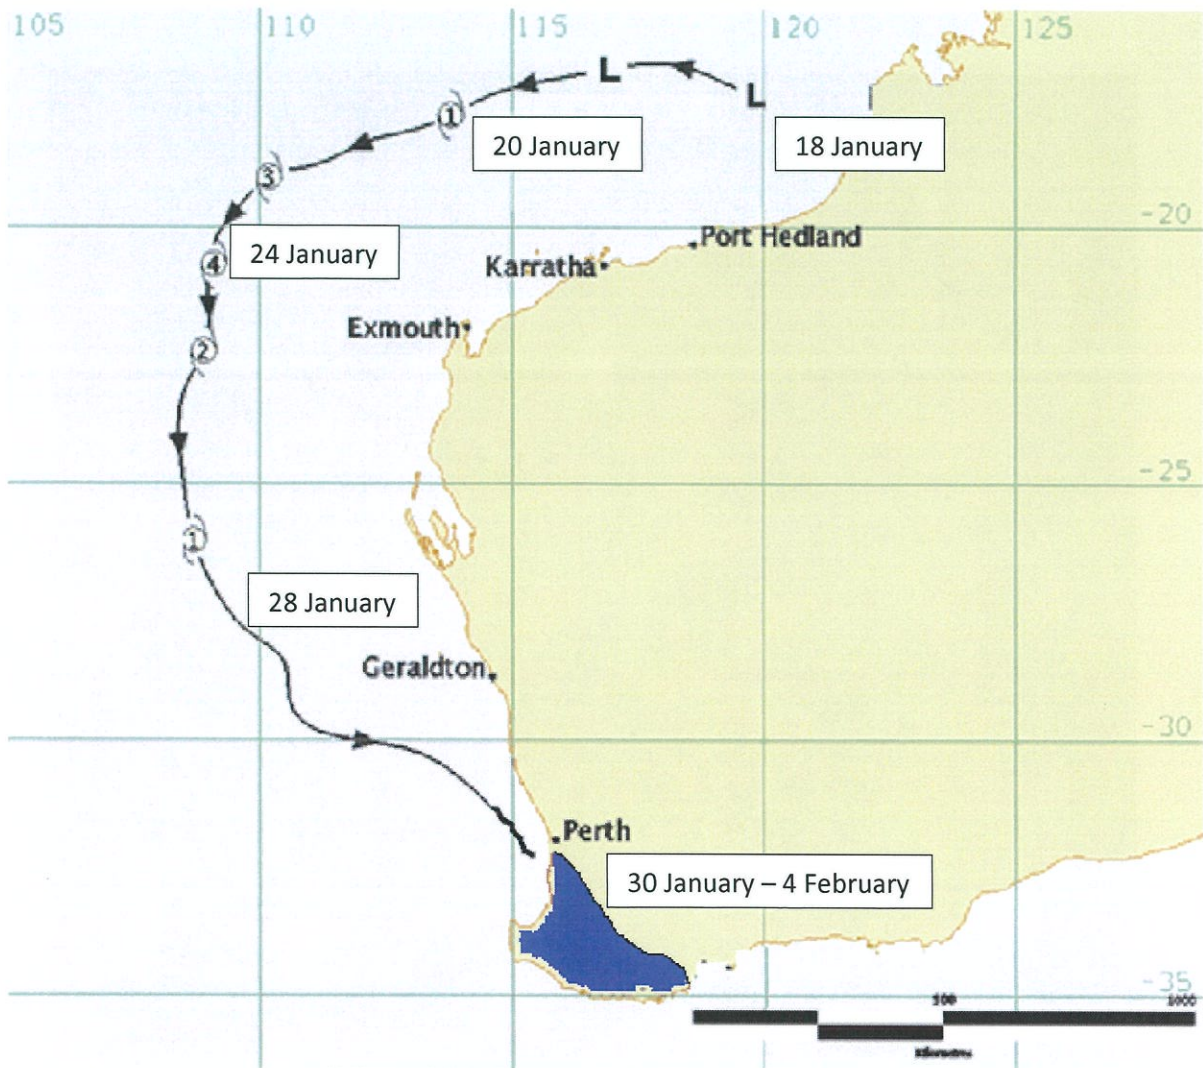 105 110 115 120 125
L
L
1
20 January
18 January
3
-20
Port Hedland
24 January
4
Karratha
Exmouth
2
-25
1
28 January
Geraldton
-30
Perth
30 January – 4 February
-35
1000
Kilometres